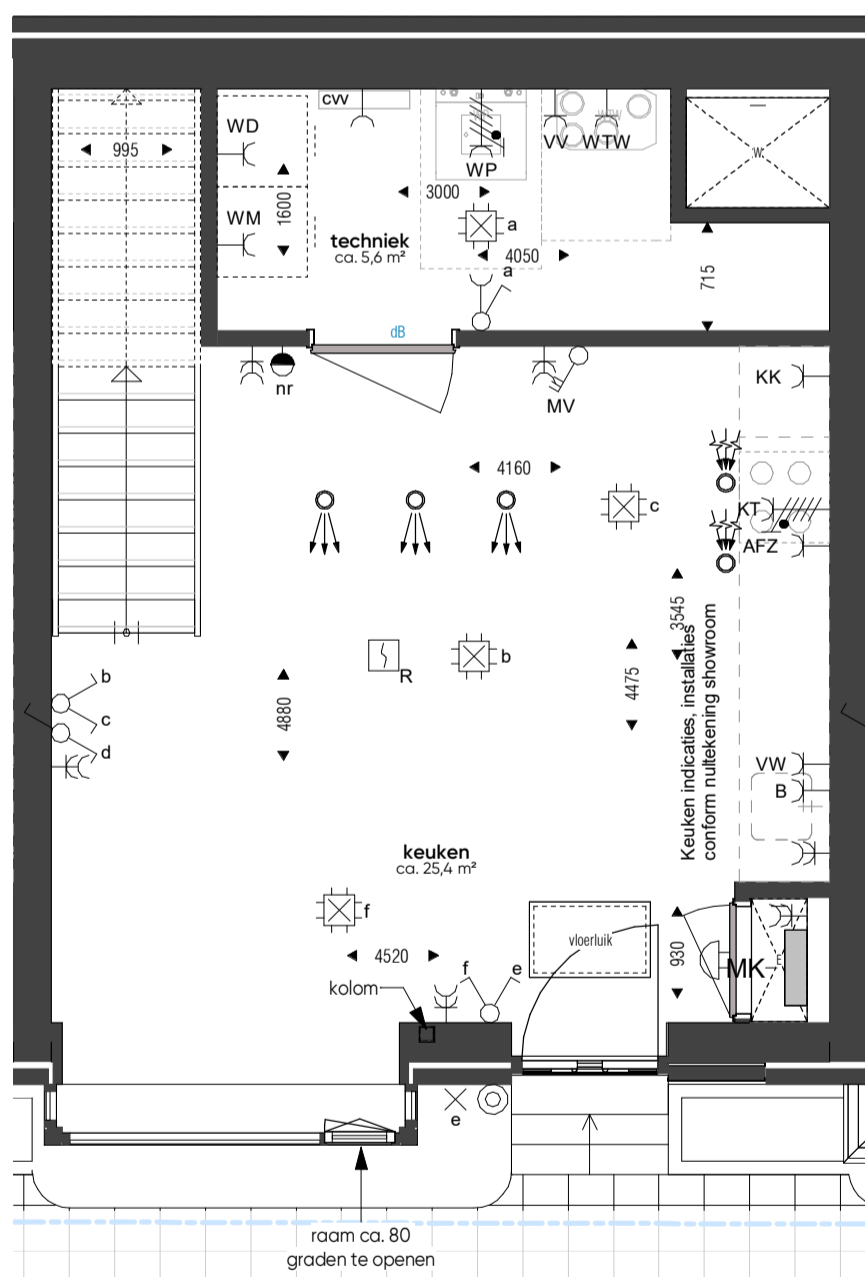 cvv
WD
995
VV
WTW
W
WP
1600
3000
WM
a
techniek
ca. 5,6 m²
4050
a
715
dB
nr
MV
KK
4160
c
KT
AFZ
3545
R
b
4475
4880
Keuken indicaties, installaties
conform nultekening showroom
b
c
d
VW
B
keuken
ca. 25,4 m²
f
vloerluik
930
MK
E
4520
f
e
kolom
e
raam ca. 80
graden te openen